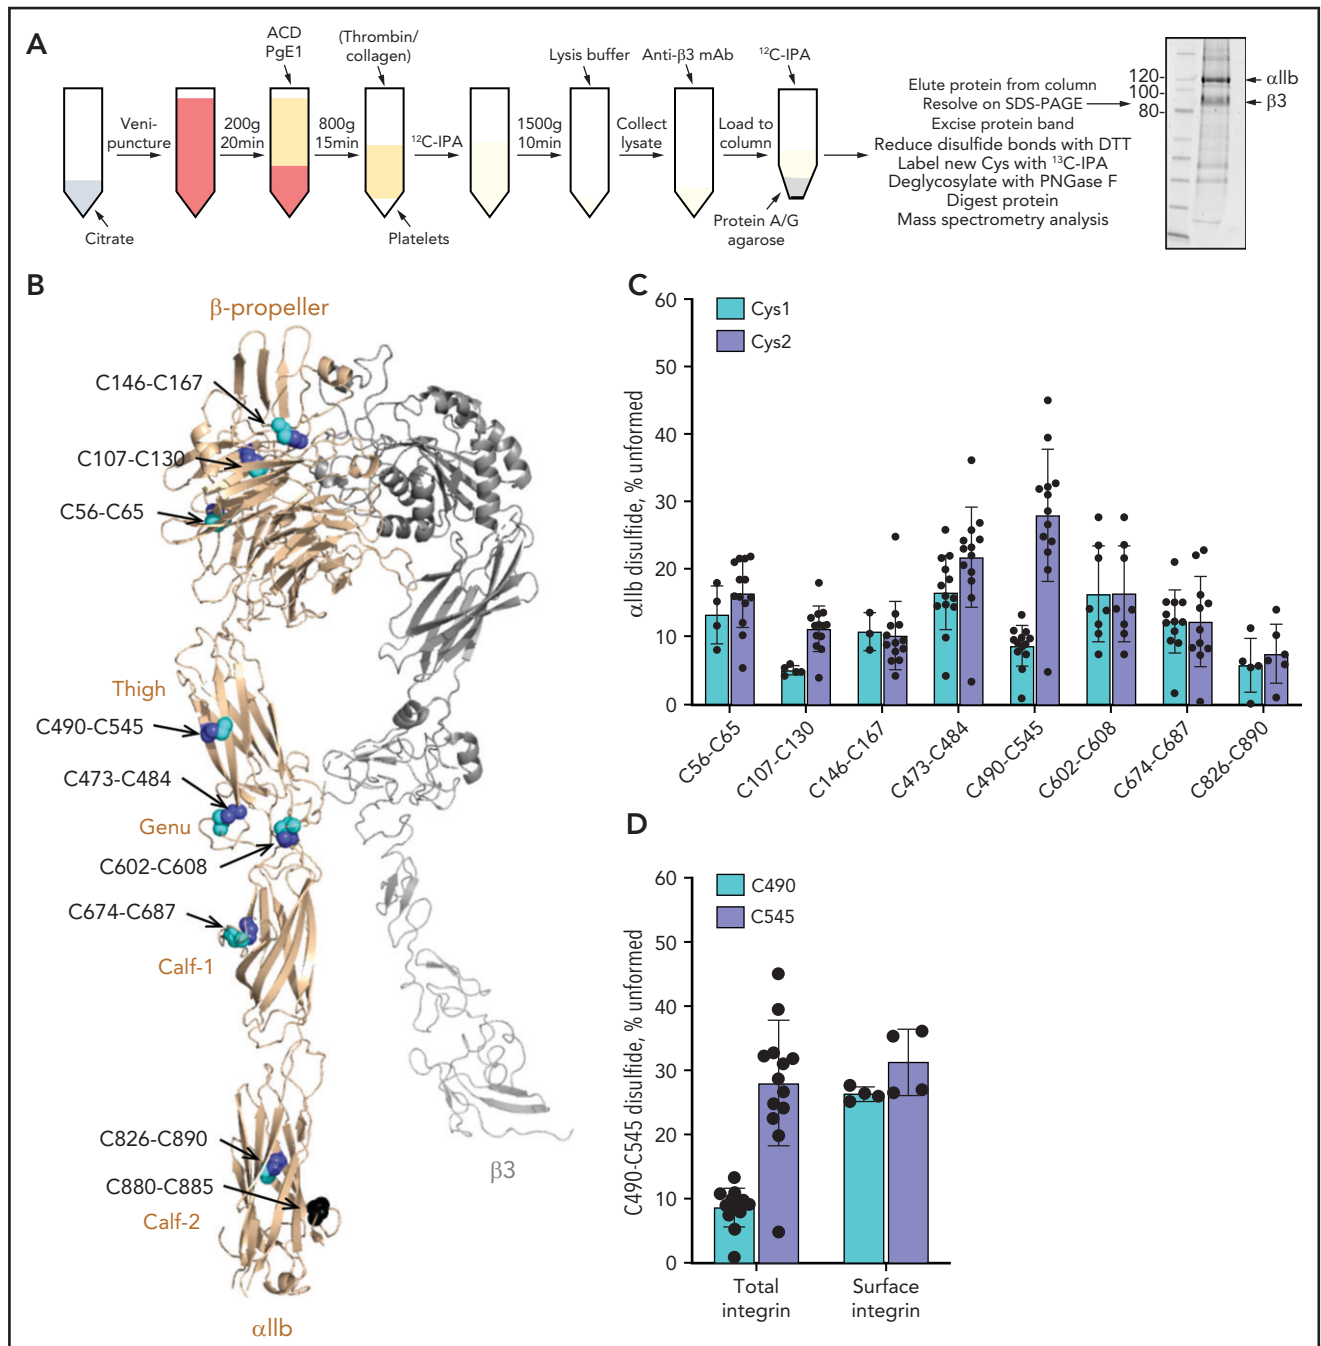 A
ACD
PgE1
(Thrombin/
collagen)
Lysis buffer
Anti-β3 mAb
¹²C-IPA
Veni-
puncture
200g
20min
800g
15min
¹²C-IPA
1500g
10min
Collect
lysate
Load to
column
Citrate
Platelets
Protein A/G
agarose
Elute protein from column
Resolve on SDS-PAGE
Excise protein band
Reduce disulfide bonds with DTT
Label new Cys with ¹³C-IPA
Deglycosylate with PNGase F
Digest protein
Mass spectrometry analysis
120-
100-
80-
αIIb
β3
B
β-propeller
C146-C167
C107-C130
C56-C65
Thigh
C490-C545
C473-C484
Genu
C602-C608
C674-C687
Calf-1
C826-C890
C880-C885
Calf-2
β3
αIIb
C
Cys1
Cys2
αIIb disulfide, % unformed
60
50
40
30
20
10
0
C56-C65
C107-C130
C146-C167
C473-C484
C490-C545
C602-C608
C674-C687
C826-C890
D
C490
C545
C490-C545 disulfide, % unformed
60
50
40
30
20
10
0
Total
integrin
Surface
integrin